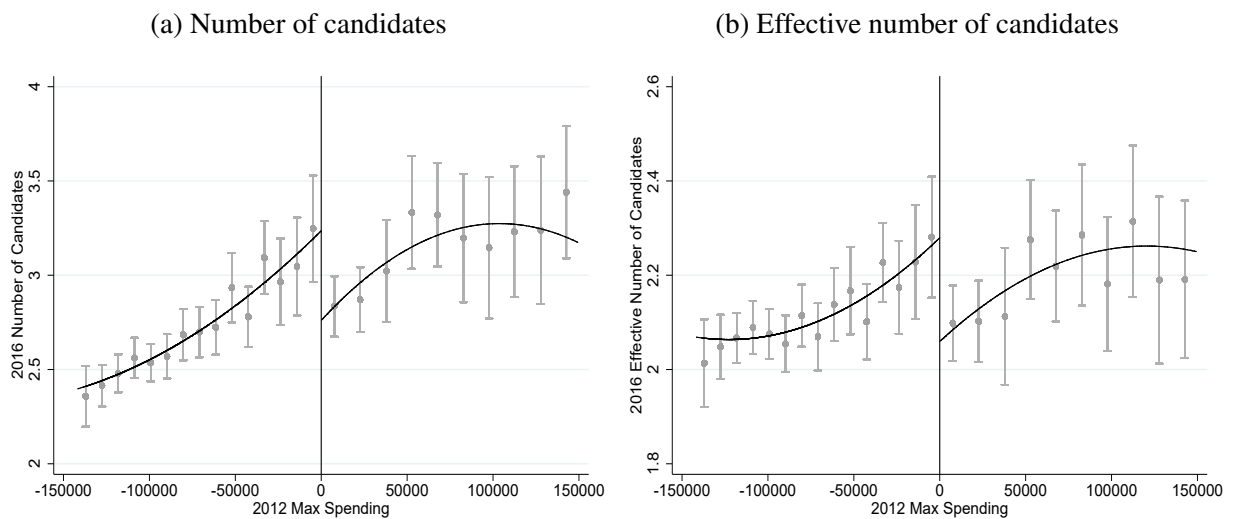 (a) Number of candidates
2016 Number of Candidates
4
3.5
3
2.5
2
-150000 -100000 -50000 0 50000 100000 150000
2012 Max Spending
(b) Effective number of candidates
2016 Effective Number of Candidates
2.6
2.4
2.2
2
1.8
-150000 -100000 -50000 0 50000 100000 150000
2012 Max Spending